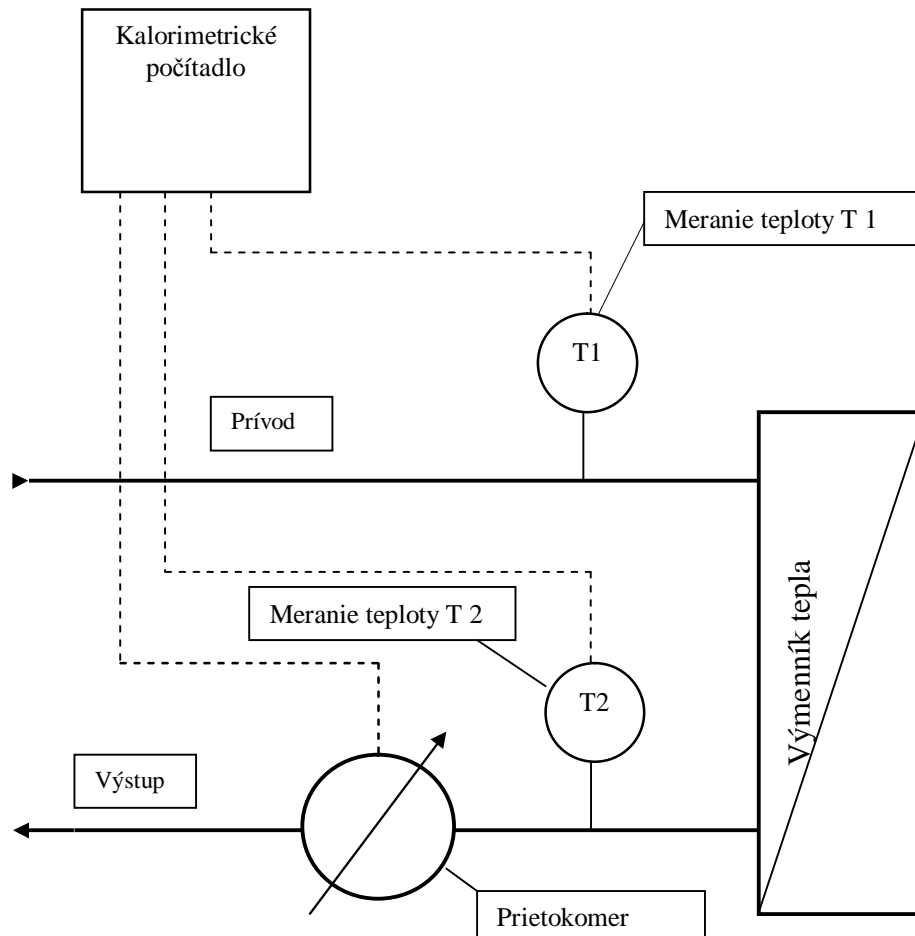 Kalorimetrické
počítadlo
Meranie teploty T 1
T1
Prívod
Meranie teploty T 2
T2
Výmenník tepla
Výstup
Prietokomer